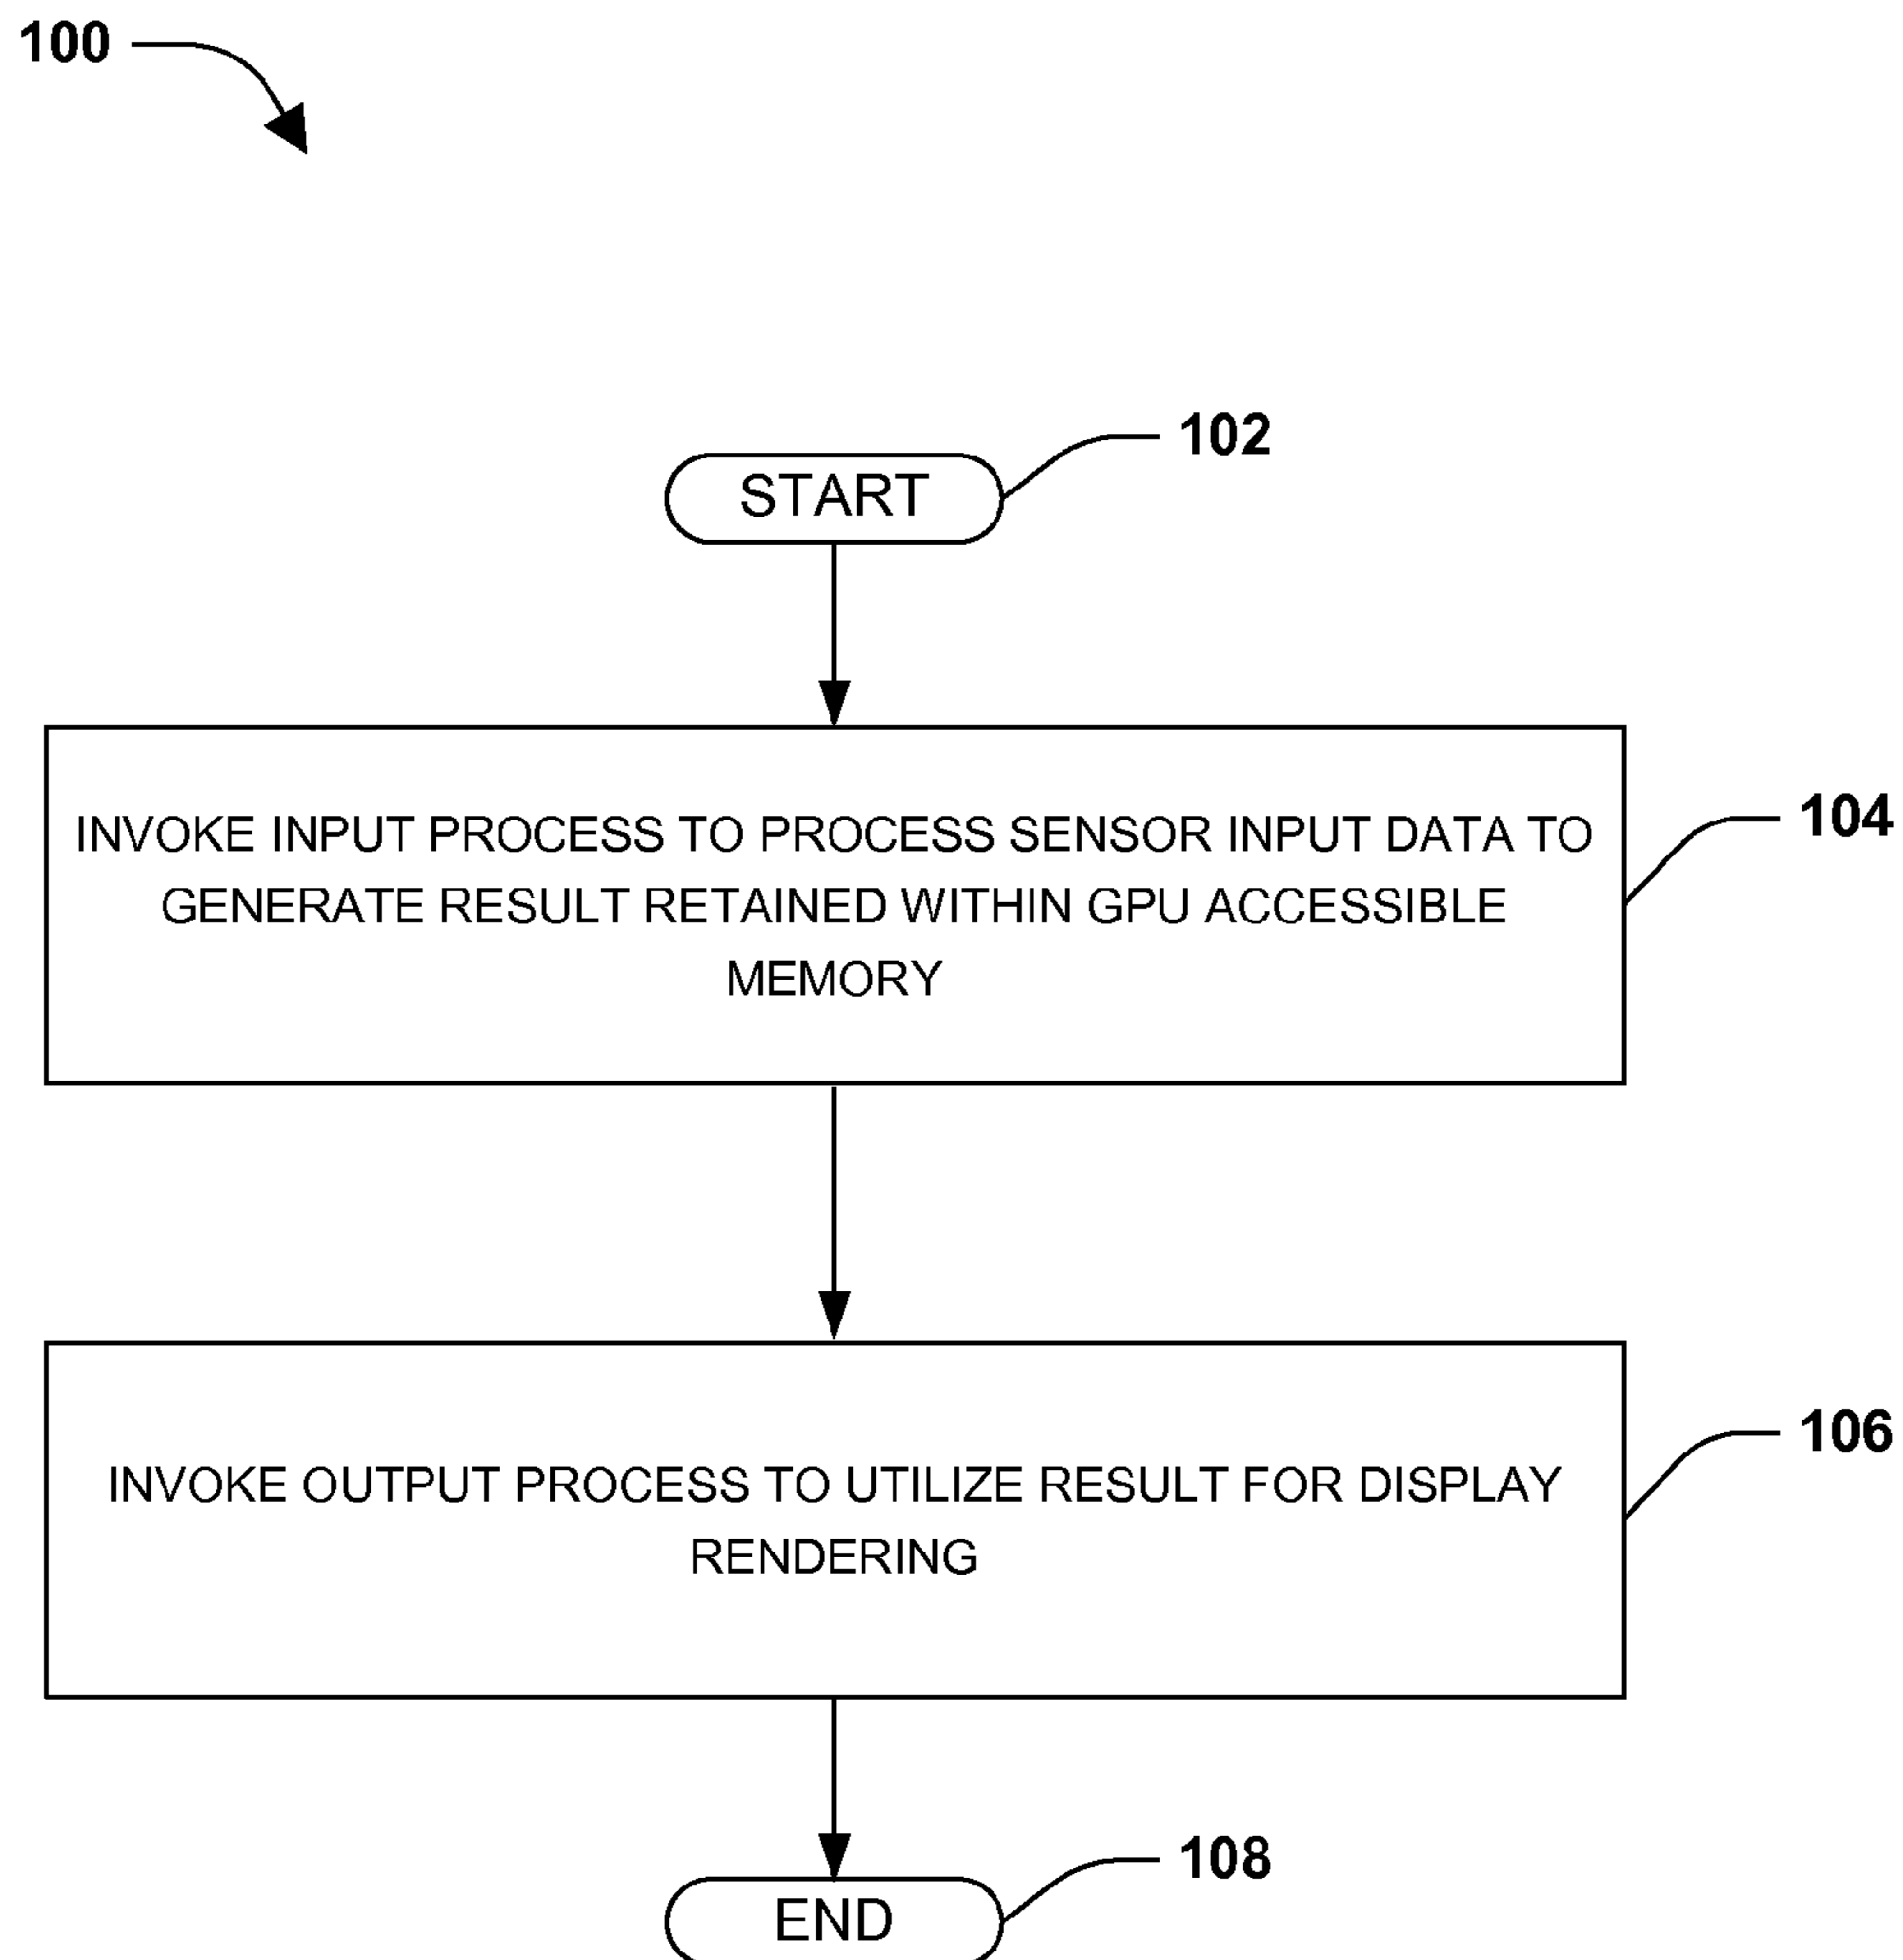 100
102
START
104
INVOKE INPUT PROCESS TO PROCESS SENSOR INPUT DATA TO
GENERATE RESULT RETAINED WITHIN GPU ACCESSIBLE
MEMORY
106
INVOKE OUTPUT PROCESS TO UTILIZE RESULT FOR DISPLAY
RENDERING
108
END